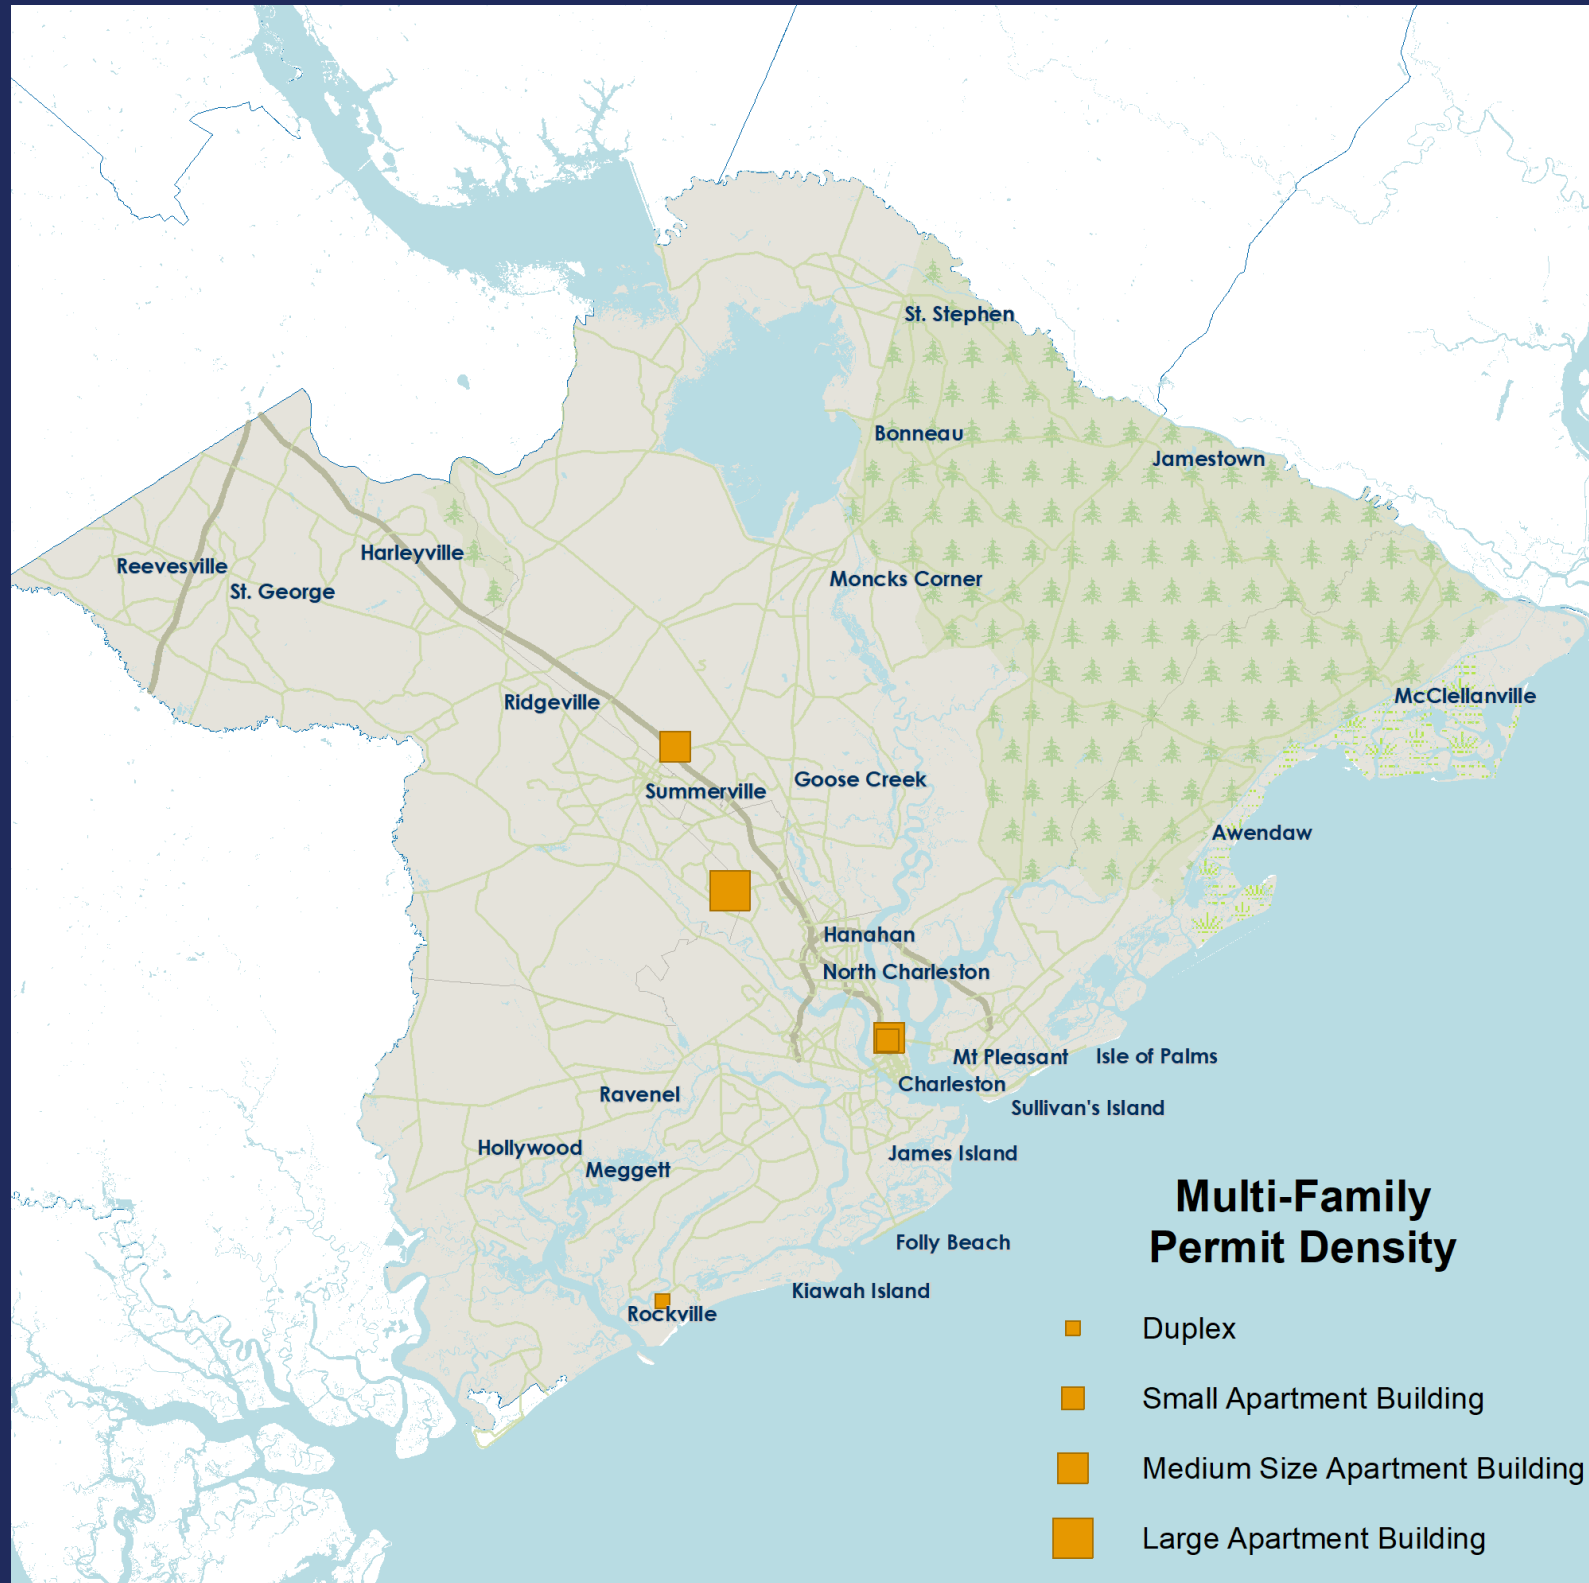 St. Stephen
Bonneau
Jamestown
Harleyville
Reevesville
St. George
Moncks Corner
McClellanville
Ridgeville
Goose Creek
Summerville
Awendaw
Hanahan
North Charleston
Mt Pleasant
Isle of Palms
Charleston
Ravenel
Sullivan's Island
Hollywood
James Island
Meggett
Folly Beach
Kiawah Island
Rockville
Multi-Family
Permit Density
Duplex
Small Apartment Building
Medium Size Apartment Building
Large Apartment Building